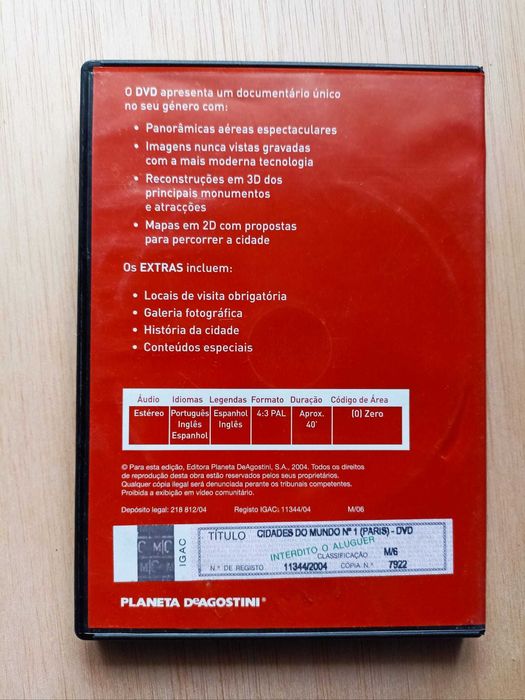 O DVD apresenta um documentário único
no seu género com:
• Panorâmicas aéreas espectaculares
• Imagens nunca vistas gravadas
com a mais moderna tecnologia
• Reconstruções em 3D dos
principais monumentos
e atracções
• Mapas em 2D com propostas
para percorrer a cidade
Os EXTRAS incluem:
• Locais de visita obrigatória
• Galeria fotográfica
• História da cidade
• Conteúdos especiais
Áudio Idiomas Legendas Formato Duração Código de Área
Estéreo Português Espanhol 4:3 PAL Aprox. (0) Zero
Inglês Inglês 40'
Espanhol
© Para esta edição, Editora Planeta DeAgostini, S.A., 2004. Todos os direitos
de reprodução desta obra estão reservados pelos seus proprietários.
Qualquer cópia ilegal será denunciada perante os tribunais competentes.
Proibida a exibição em vídeo comunitário.
Depósito legal: 218 812/04 Registo IGAC: 11344/04 M/06
IGAC
TÍTULO CIDADES DO MUNDO Nº 1 (PARIS) - DVD
INTERDITO O ALUGUER
CLASSIFICAÇÃO M/6
N.º DE REGISTO 11344/2004 CÓPIA N.º 7922
PLANETA DeAGOSTINI®